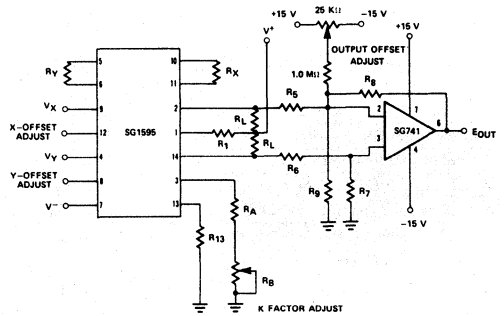 25 KΩ
+15 V
-15 V
V+
+15 V
OUTPUT OFFSET
ADJUST
1.0 MΩ
R8
5
10
RY
RX
6
11
VX
9
2
R5
2
7
X-OFFSET
ADJUST
12
SG1595
1
RL
R1
RL
SG741
6
EOUT
VY
4
14
R6
3
4
Y-OFFSET
ADJUST
8
3
R9
R7
V-
7
13
RA
-15 V
R13
RB
K FACTOR ADJUST